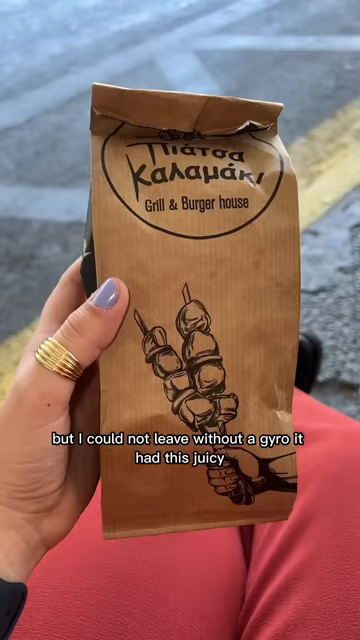 Πιάτσα
Καλαμάκι
Grill & Burger house
but I could not leave without a gyro it
had this juicy